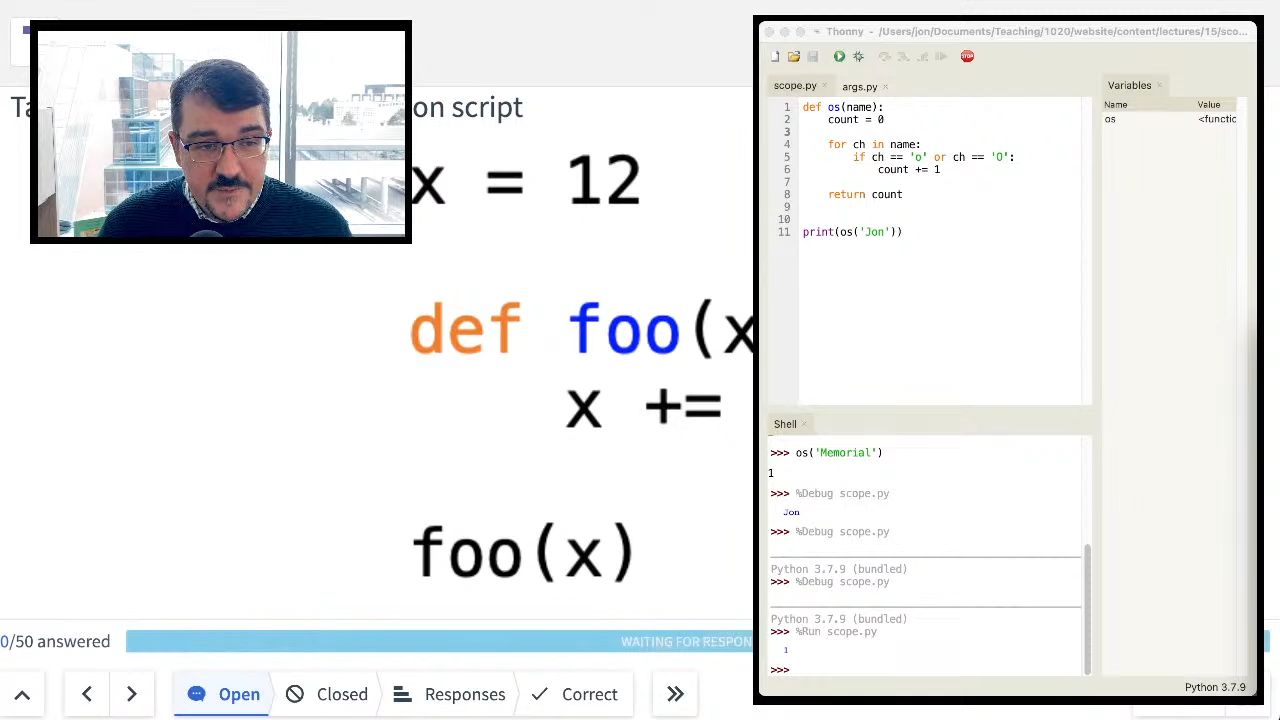 on script
x = 12
def foo(x
x +=
foo(x)
0/50 answered
WAITING FOR RESPON
Open
Closed
Responses
Correct
Thonny - /Users/jon/Documents/Teaching/1020/website/content/lectures/15/sco...
STOP
scope.py
args.py
1 def os(name):
2 count = 0
3
4 for ch in name:
5 if ch == 'o' or ch == 'O':
6 count += 1
7
8 return count
9
10
11 print(os('Jon'))
Variables
Name Value
os <functic
Shell
>>> os('Memorial')
1
>>> %Debug scope.py
Jon
>>> %Debug scope.py
Python 3.7.9 (bundled)
>>> %Debug scope.py
Python 3.7.9 (bundled)
>>> %Run scope.py
1
>>>
Python 3.7.9